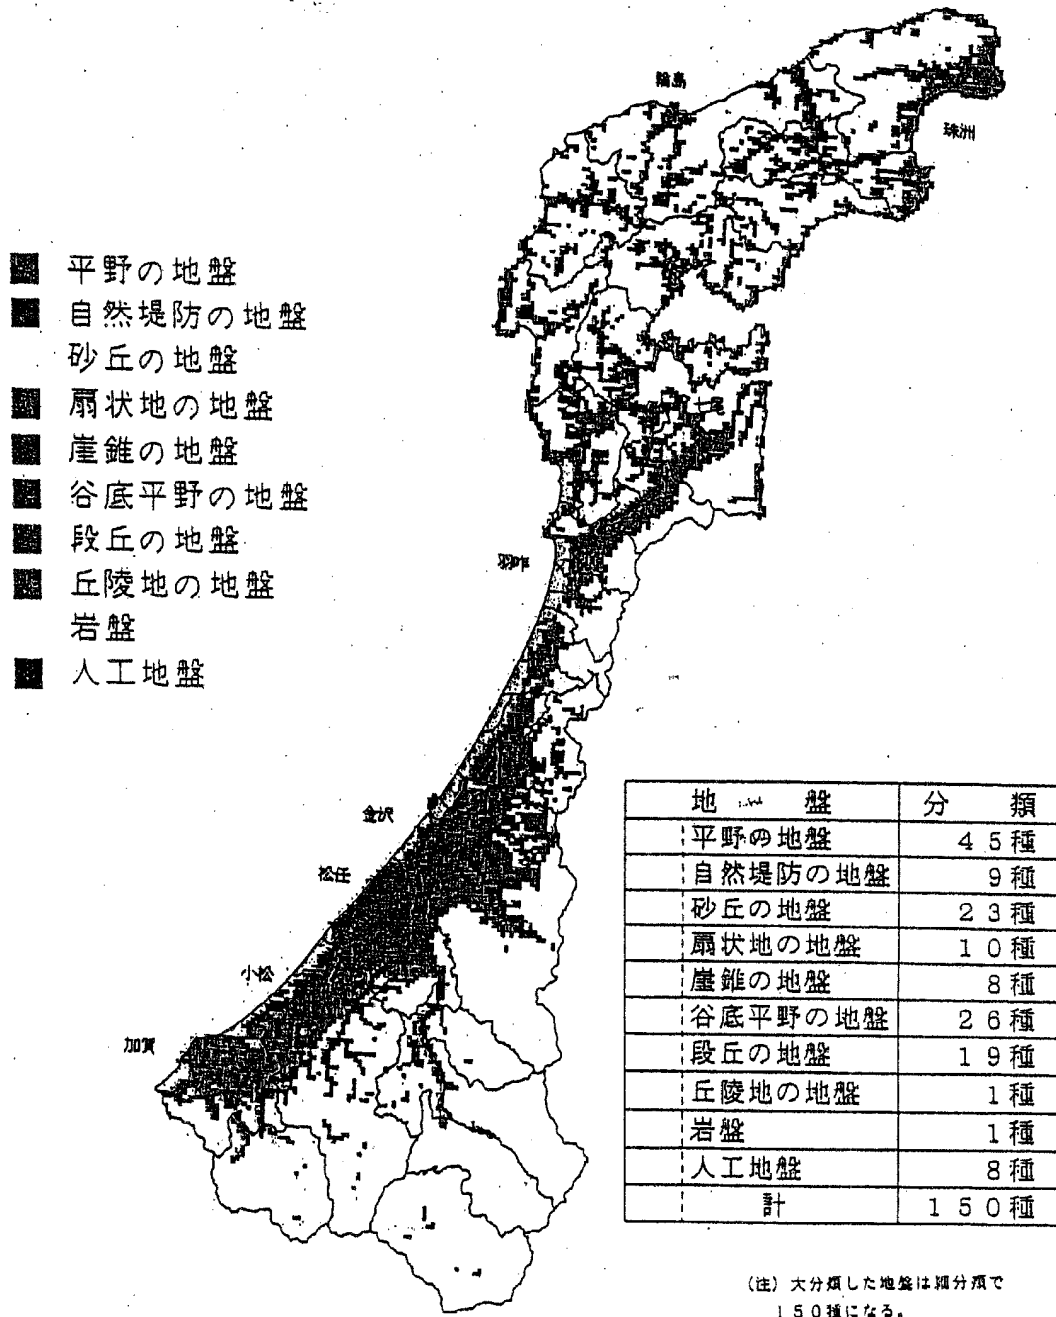 輪島
珠洲
平野の地盤
自然堤防の地盤
砂丘の地盤
扇状地の地盤
崖錐の地盤
谷底平野の地盤
段丘の地盤
丘陵地の地盤
岩盤
人工地盤
七尾
金沢
松任
小松
加賀
地盤 分類
平野の地盤 45種
自然堤防の地盤 9種
砂丘の地盤 23種
扇状地の地盤 10種
崖錐の地盤 8種
谷底平野の地盤 26種
段丘の地盤 19種
丘陵地の地盤 1種
岩盤 1種
人工地盤 8種
計 150種
(注) 大分類した地盤は細分類で
150種になる。